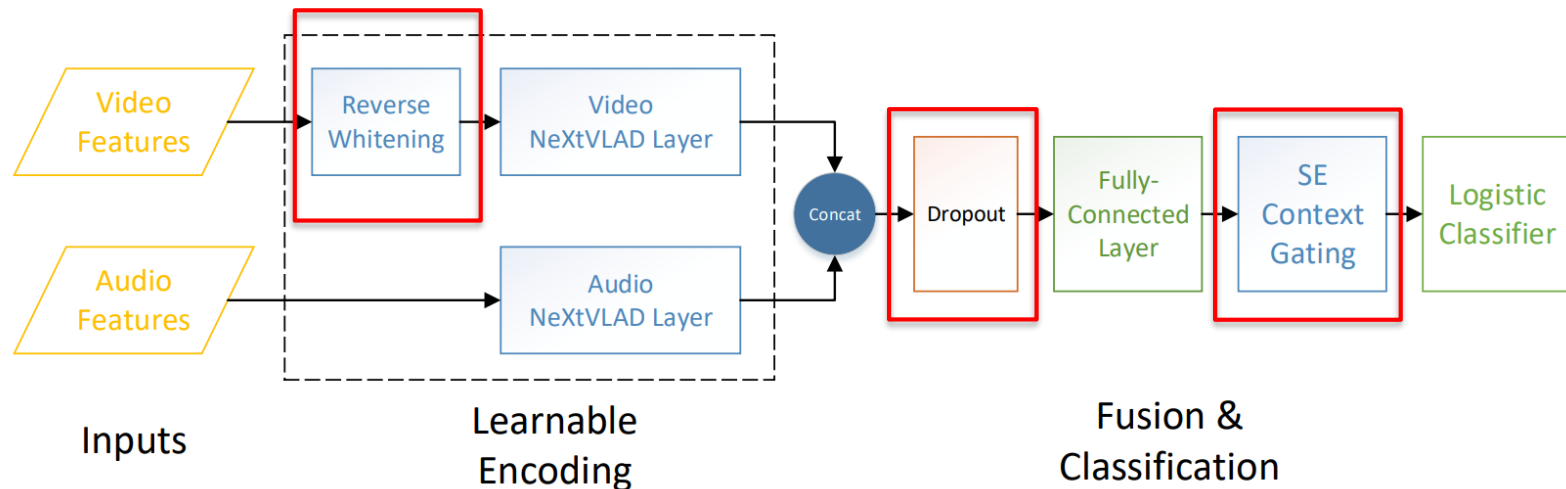 Video
Features
Reverse
Whitening
Video
NeXtVLAD Layer
Audio
Features
Audio
NeXtVLAD Layer
Concat
Dropout
Fully-
Connected
Layer
SE
Context
Gating
Logistic
Classifier
Inputs
Learnable
Encoding
Fusion &
Classification